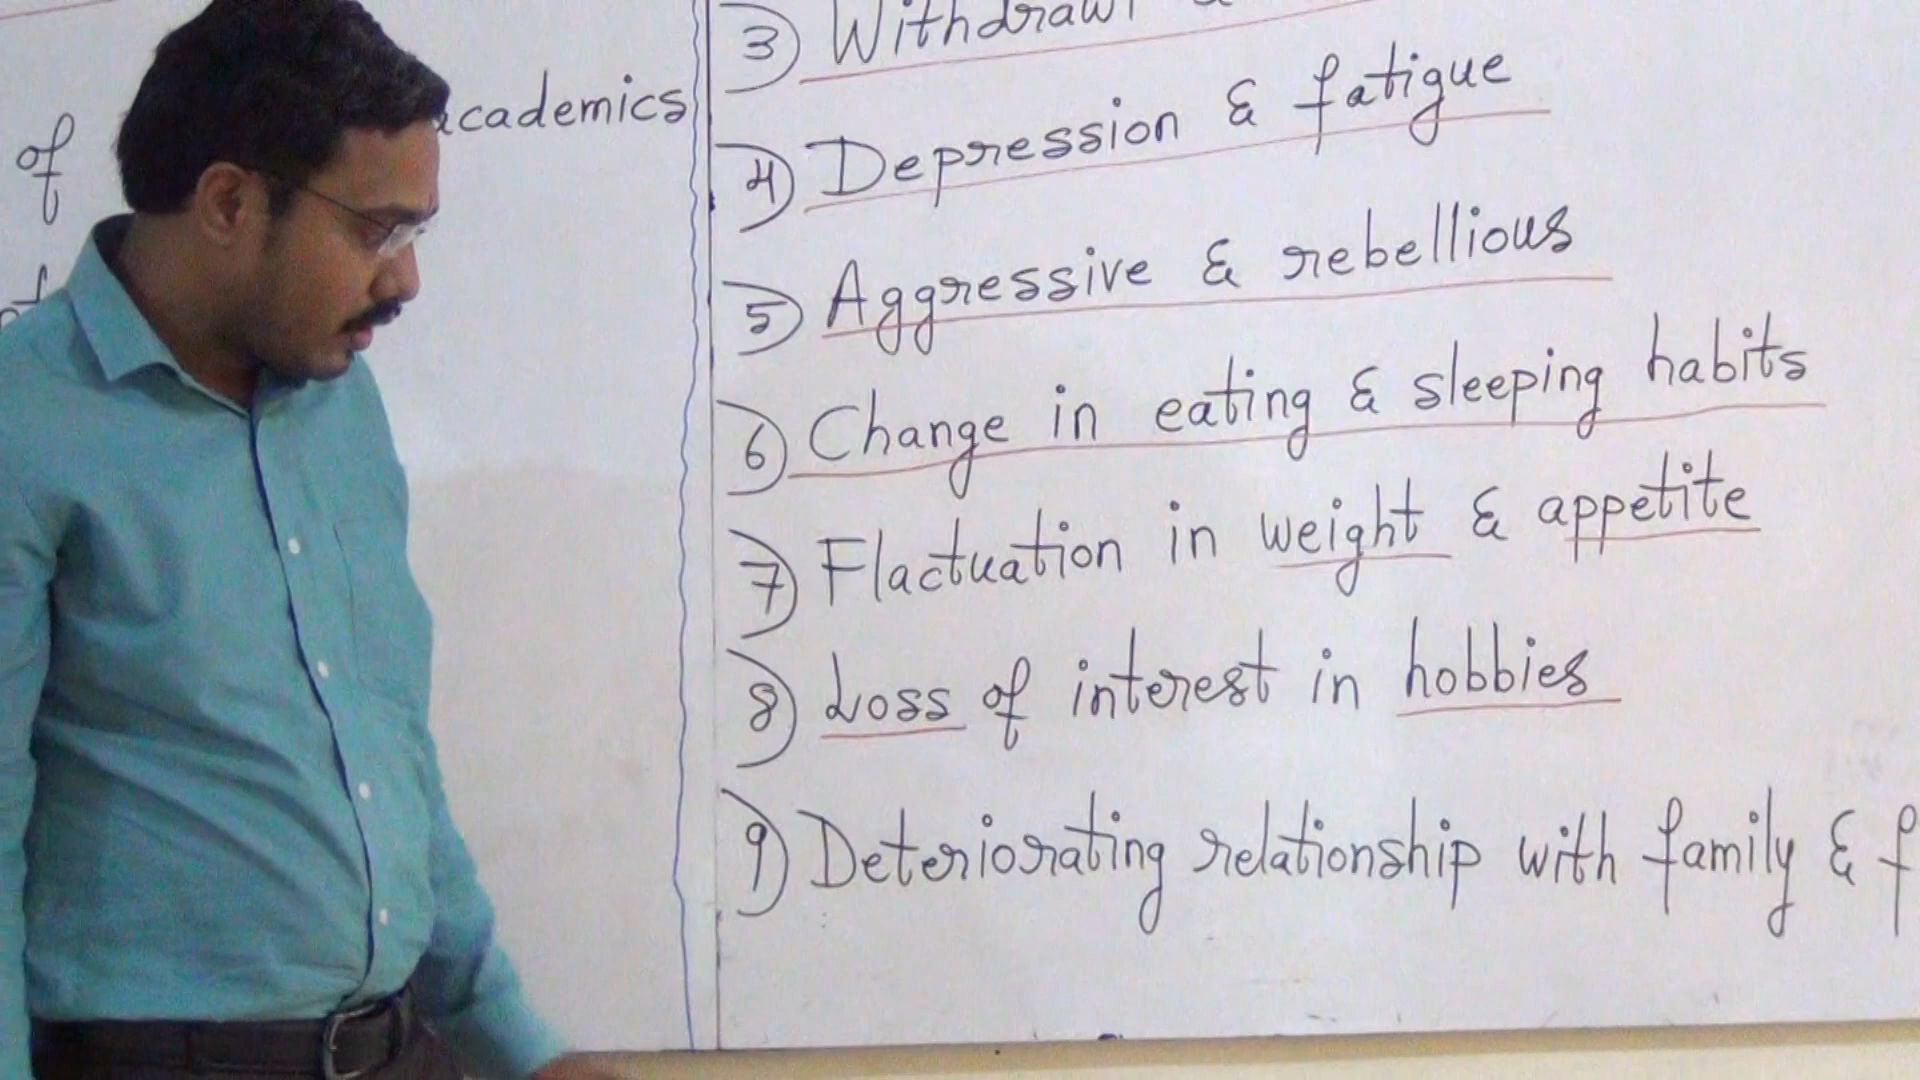 of academics
3) Withdrawl
4) Depression & fatigue
5) Aggressive & rebellious
6) Change in eating & sleeping habits
7) Flactuation in weight & appetite
8) Loss of interest in hobbies
9) Deteriorating relationship with family & f